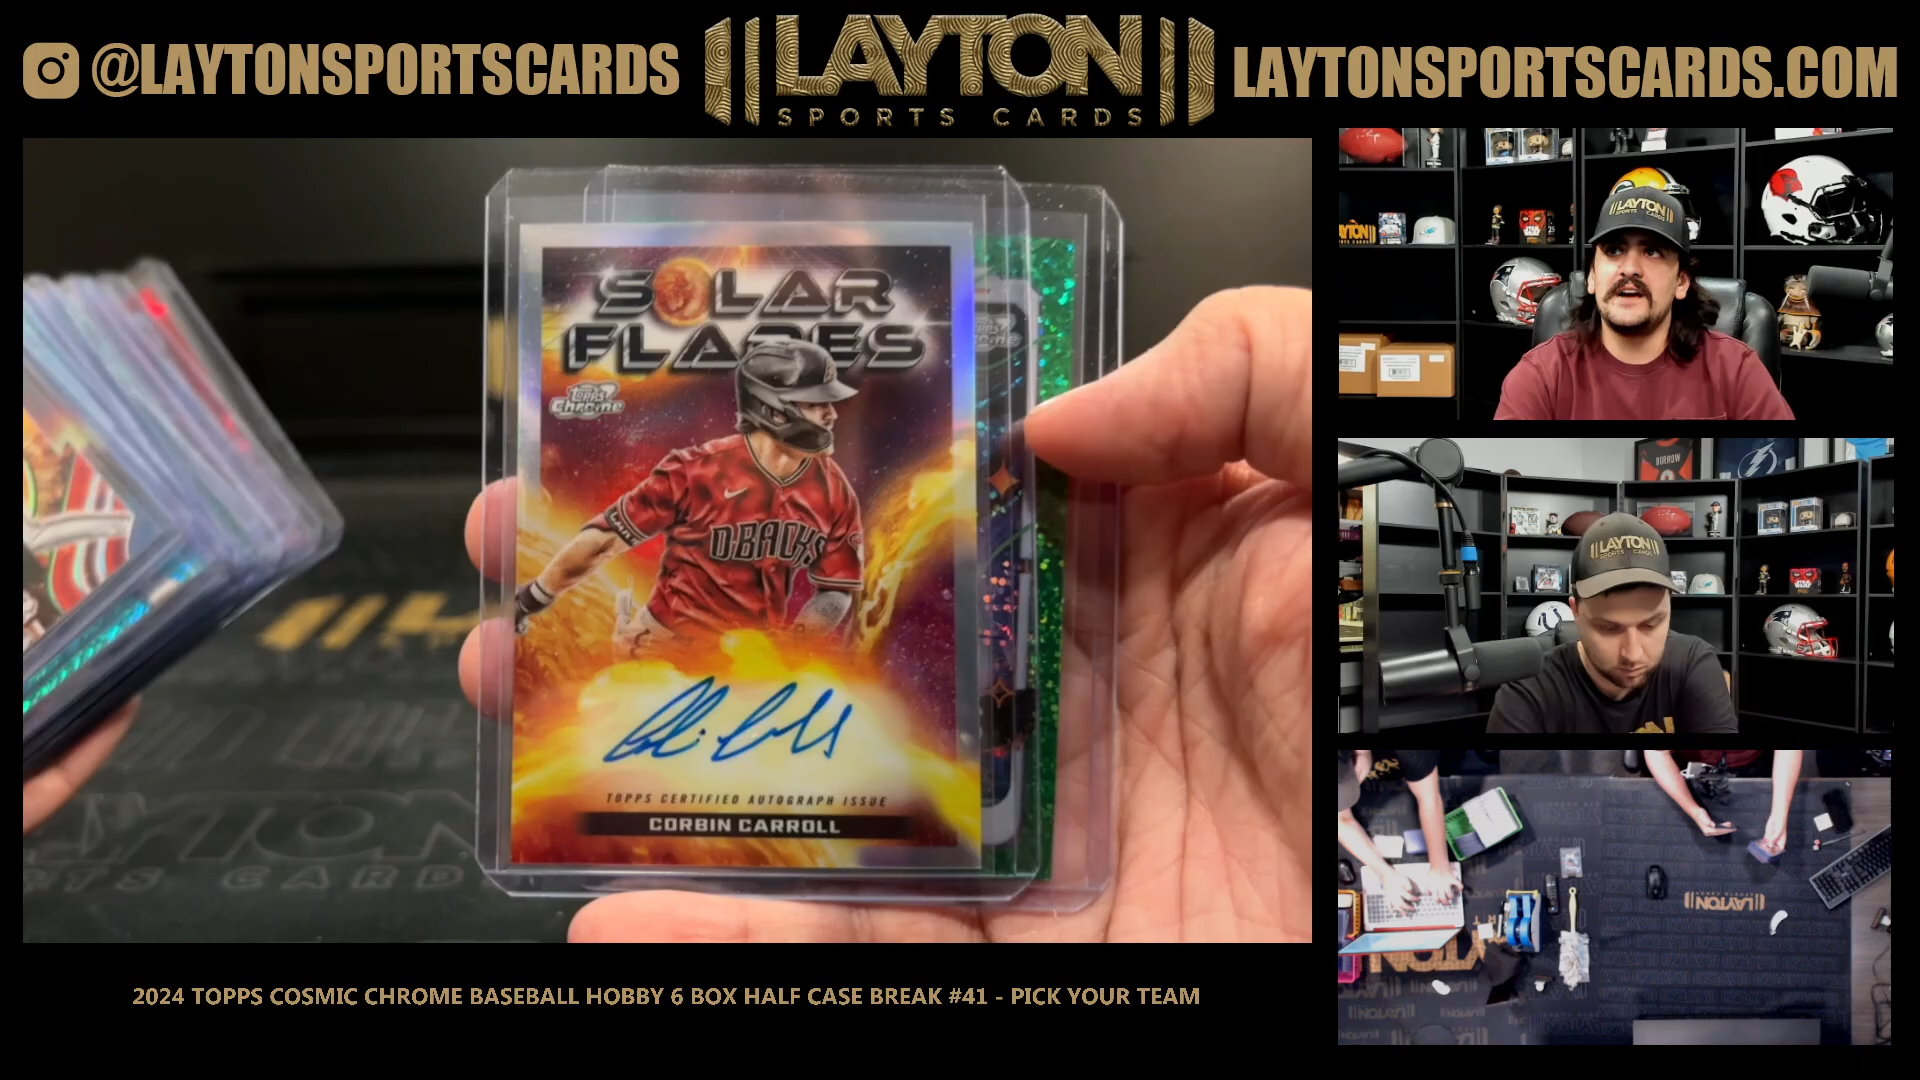 @LAYTONSPORTSCARDS
LAYTON
SPORTS CARDS
LAYTONSPORTSCARDS.COM
SOLAR
FLARES
TOPPS
Chrome
D·BACKS
TOPPS CERTIFIED AUTOGRAPH ISSUE
CORBIN CARROLL
LAYTON
SPORTS CARDS
BURROW
LAYTON
SPORTS CARDS
LAYTON
2024 TOPPS COSMIC CHROME BASEBALL HOBBY 6 BOX HALF CASE BREAK #41 - PICK YOUR TEAM